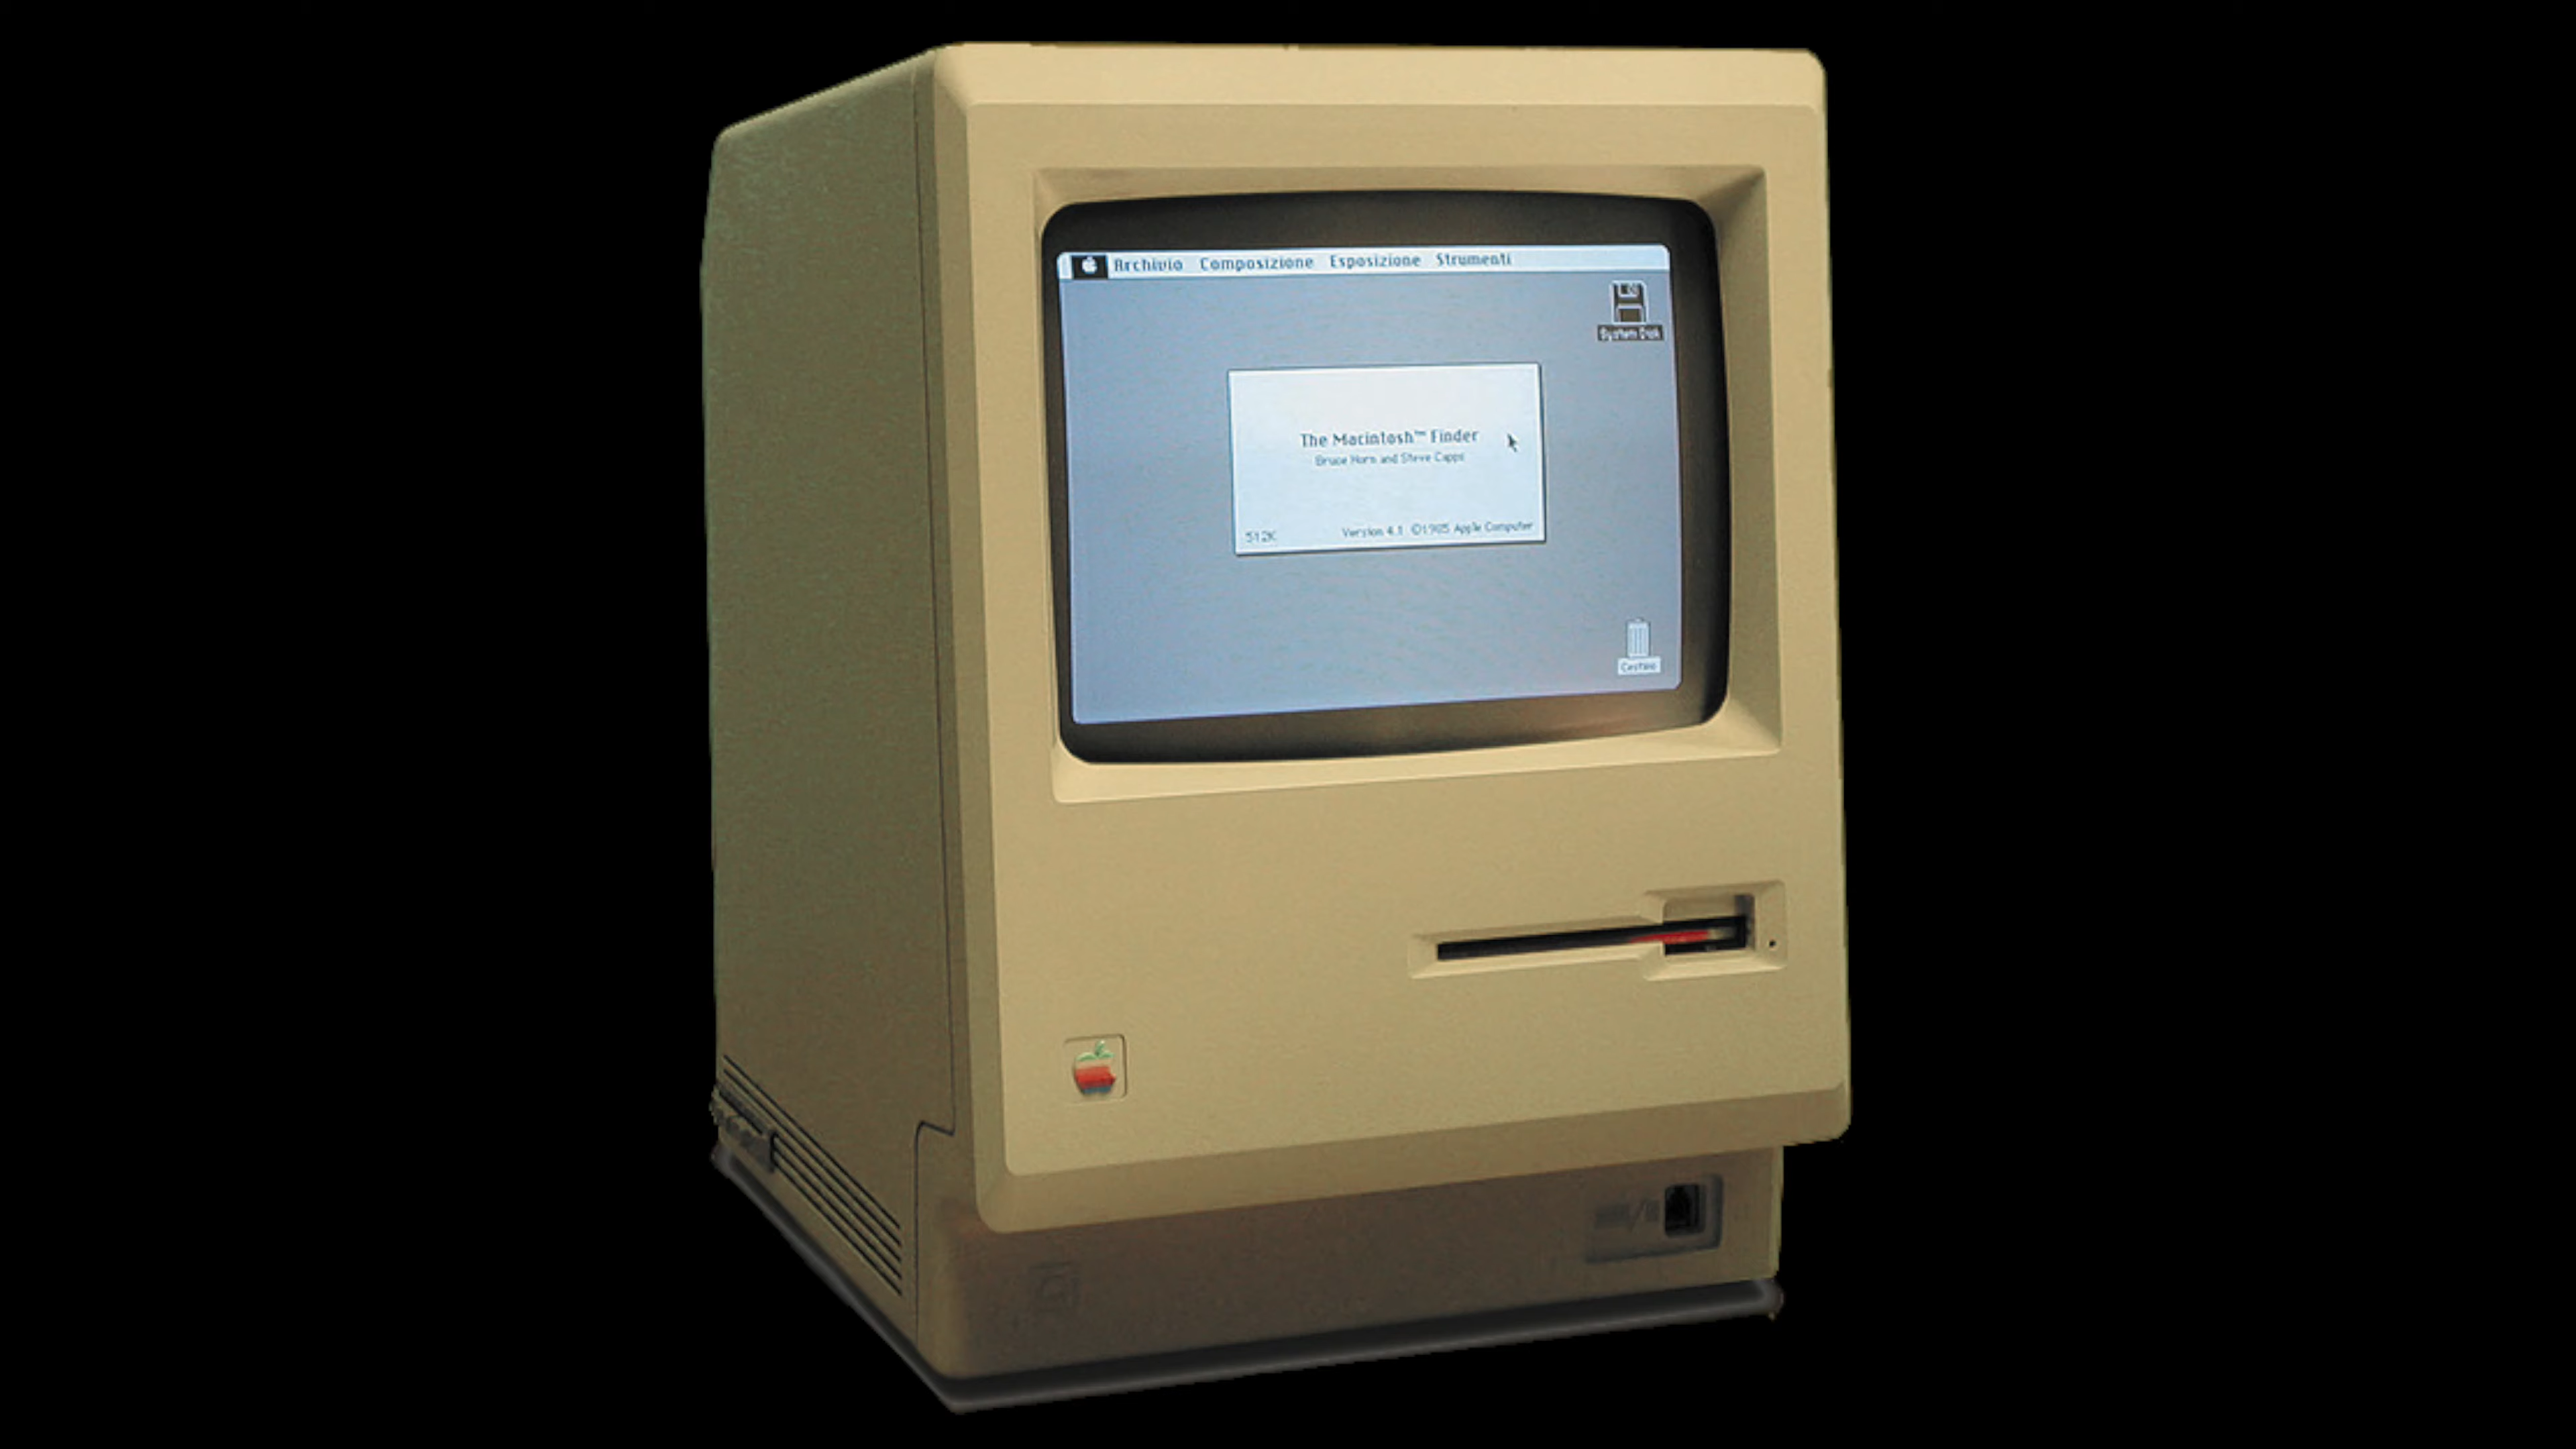 Archivio Composizione Esposizione Strumenti
System Disk
The Macintosh™ Finder
Bruce Horn and Steve Capps
512K Version 4.1 ©1985 Apple Computer
Cestino